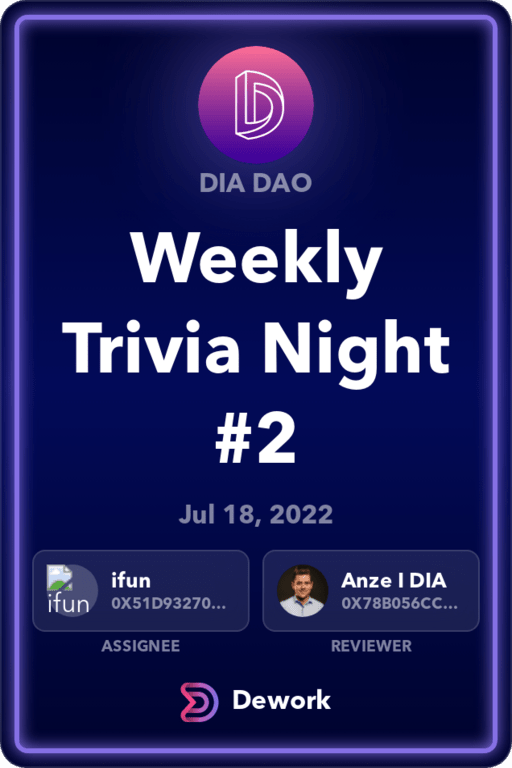 DIA DAO
Weekly
Trivia Night
#2
Jul 18, 2022
ifun
ifun
0X51D93270...
ASSIGNEE
Anze I DIA
0X78B056CC...
REVIEWER
Dework